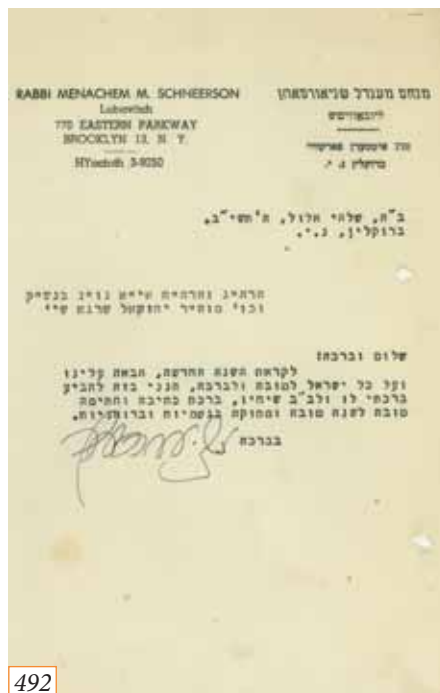 RABBI MENACHEM M. SCHNEERSON
Lubavitch
770 EASTERN PARKWAY
BROOKLYN 13, N. Y.
HYacinth 3-9250
מנחם מענדל שניאורסאהן
ליובאוויטש
770 איסטערן פארקוויי
ברוקלין נ. י.
ב"ה, שלהי אלול, ה'תשי"ב,
ברוקלין, נ.י.
וכו' מוהר"ר יחזקאל שרגא שי'
שלום וברכה!
לקראת השנה החדשה, הבאה עלינו
ועל כל ישראל לטובה ולברכה, הנני בזה להביע
ברכתי לו ולב"ב שיחיו, ברכת כתיבה וחתימה
טובה לשנה טובה ומתוקה בגשמיות וברוחניות.
בברכה
492